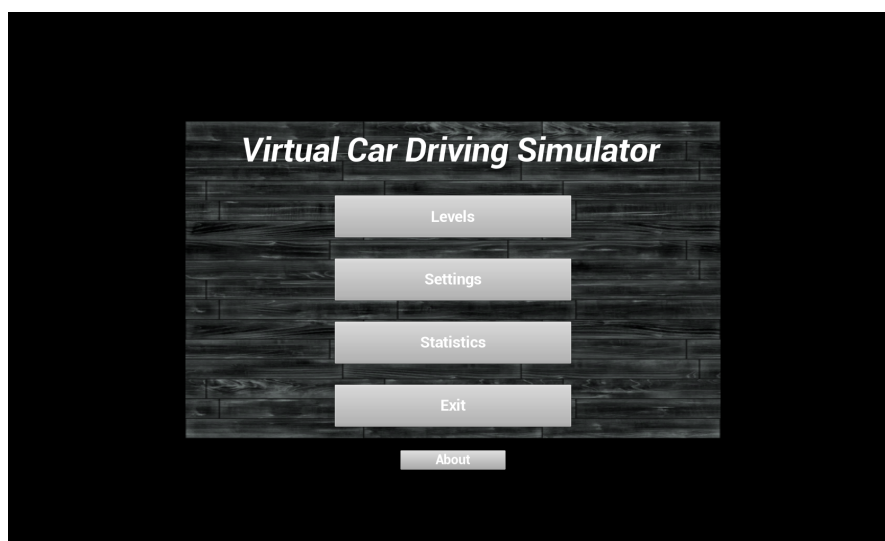 Virtual Car Driving Simulator
Levels
Settings
Statistics
Exit
About